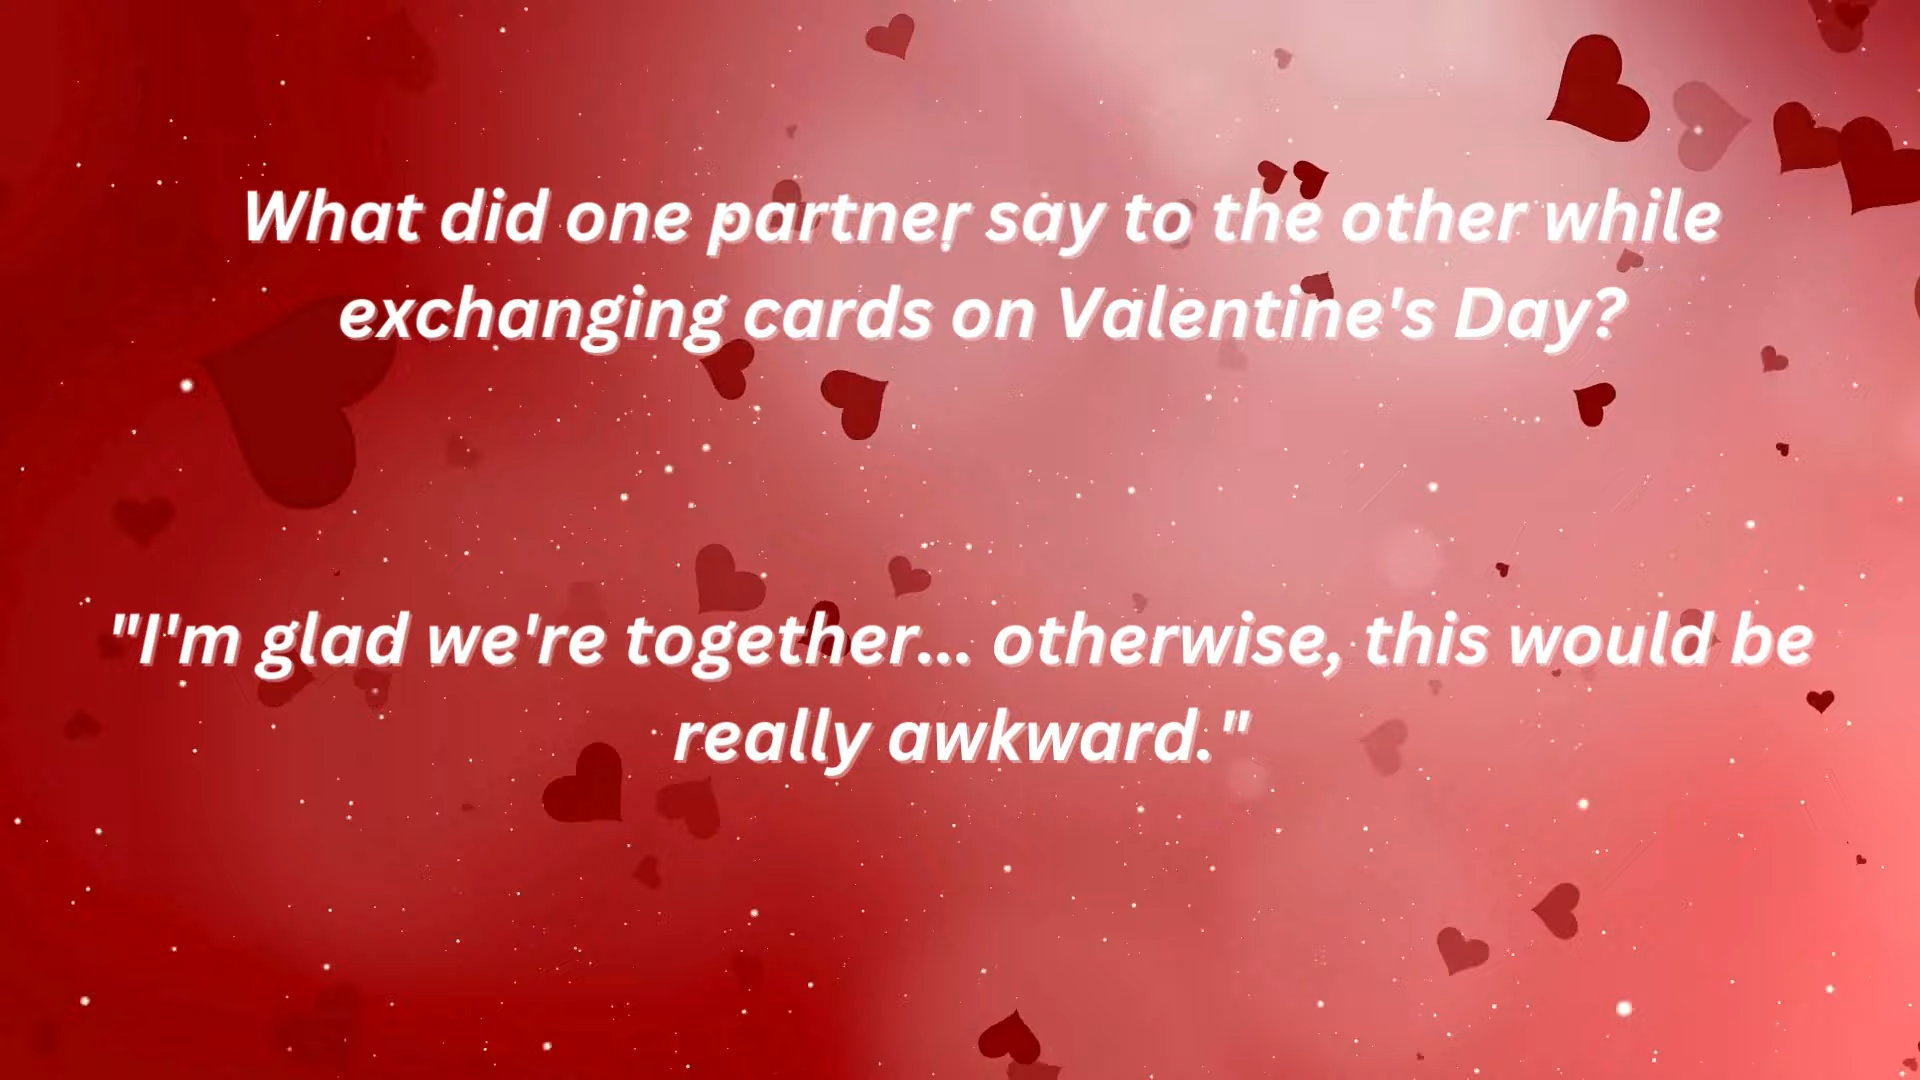 What did one partner say to the other while
exchanging cards on Valentine's Day?
"I'm glad we're together... otherwise, this would be
really awkward."